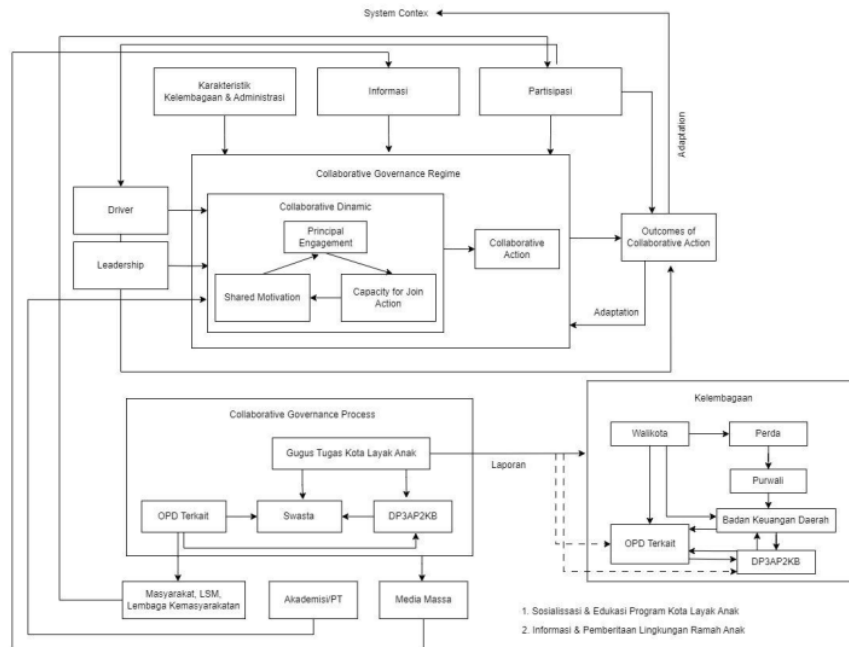 System Contex
Karakteristik
Kelembagaan & Administrasi
Informasi
Partisipasi
Adaptation
Collaborative Governance Regime
Collaborative Dinamic
Driver
Principal
Engagement
Collaborative
Action
Outcomes of
Collaborative Action
Leadership
Shared Motivation
Capacity for Join
Action
Adaptation
Collaborative Governance Process
Gugus Tugas Kota Layak Anak
Laporan
OPD Terkait
Swasta
DP3AP2KB
Kelembagaan
Walikota
Perda
Purwali
Badan Keuangan Daerah
OPD Terkait
DP3AP2KB
Masyarakat, LSM,
Lembaga Kemasyarakatan
Akademisi/PT
Media Massa
1. Sosialissasi & Edukasi Program Kota Layak Anak
2. Informasi & Pemberitaan Lingkungan Ramah Anak